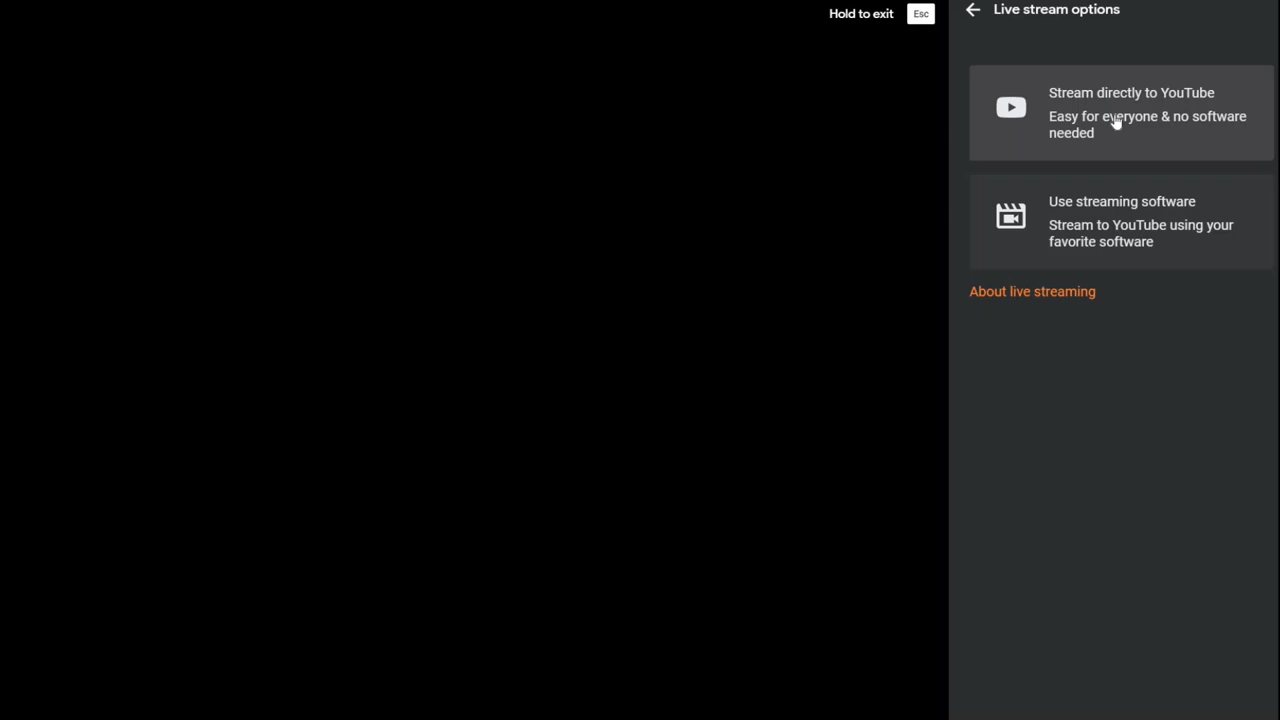 Hold to exit Esc
Live stream options
Stream directly to YouTube
Easy for everyone & no software
needed
Use streaming software
Stream to YouTube using your
favorite software
About live streaming